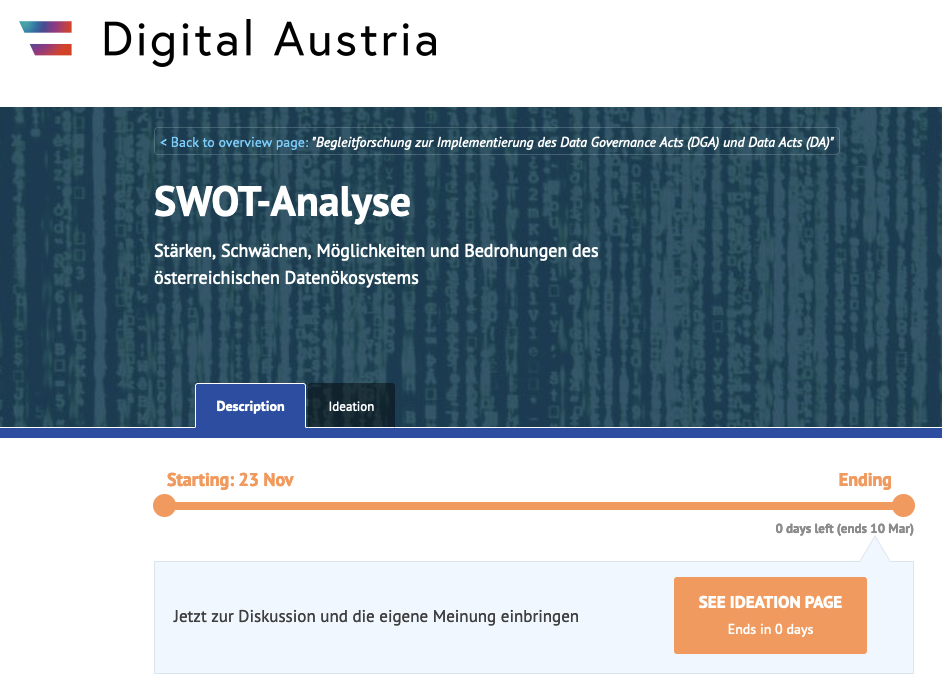 Digital Austria
< Back to overview page: "Begleitforschung zur Implementierung des Data Governance Acts (DGA) und Data Acts (DA)"
SWOT-Analyse
Stärken, Schwächen, Möglichkeiten und Bedrohungen des
österreichischen Datenökosystems
Description
Ideation
Starting: 23 Nov
Ending
0 days left (ends 10 Mar)
Jetzt zur Diskussion und die eigene Meinung einbringen
SEE IDEATION PAGE
Ends in 0 days